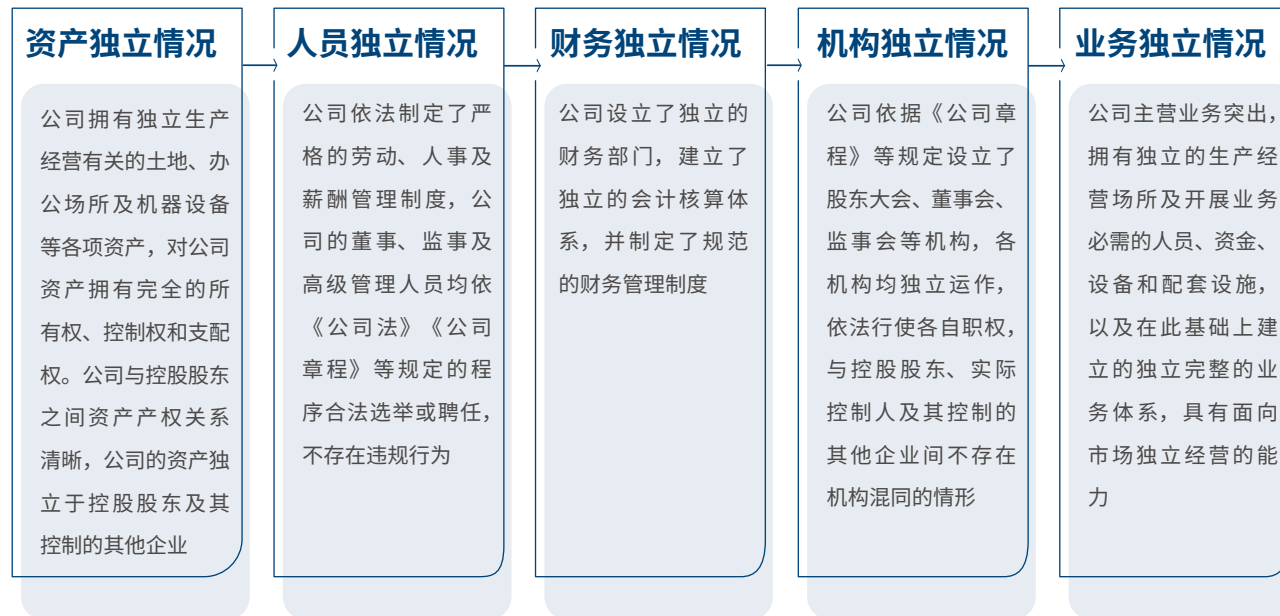 资产独立情况
公司拥有独立生产
经营有关的土地、办
公场所及机器设备
等各项资产，对公司
资产拥有完全的所
有权、控制权和支配
权。公司与控股股东
之间资产产权关系
清晰，公司的资产独
立于控股股东及其
控制的其他企业
人员独立情况
公司依法制定了严
格的劳动、人事及
薪酬管理制度，公
司的董事、监事及
高级管理人员均依
《公司法》《公司
章程》等规定的程
序合法选举或聘任，
不存在违规行为
财务独立情况
公司设立了独立的
财务部门，建立了
独立的会计核算体
系，并制定了规范
的财务管理制度
机构独立情况
公司依据《公司章
程》等规定设立了
股东大会、董事会、
监事会等机构，各
机构均独立运作，
依法行使各自职权，
与控股股东、实际
控制人及其控制的
其他企业间不存在
机构混同的情形
业务独立情况
公司主营业务突出，
拥有独立的生产经
营场所及开展业务
必需的人员、资金、
设备和配套设施，
以及在此基础上建
立的独立完整的业
务体系，具有面向
市场独立经营的能
力